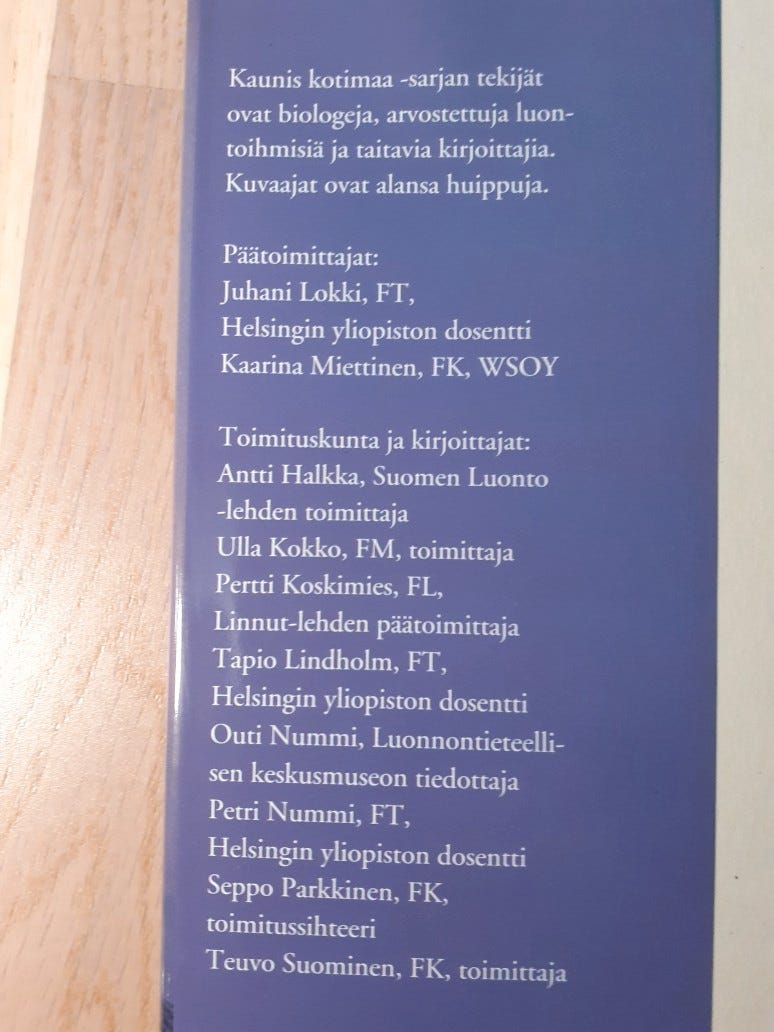 Kaunis kotimaa -sarjan tekijät
ovat biologeja, arvostettuja luon-
toihmisiä ja taitavia kirjoittajia.
Kuvaajat ovat alansa huippuja.
Päätoimittajat:
Juhani Lokki, FT,
Helsingin yliopiston dosentti
Kaarina Miettinen, FK, WSOY
Toimituskunta ja kirjoittajat:
Antti Halkka, Suomen Luonto
-lehden toimittaja
Ulla Kokko, FM, toimittaja
Pertti Koskimies, FL,
Linnut-lehden päätoimittaja
Tapio Lindholm, FT,
Helsingin yliopiston dosentti
Outi Nummi, Luonnontieteelli-
sen keskusmuseon tiedottaja
Petri Nummi, FT,
Helsingin yliopiston dosentti
Seppo Parkkinen, FK,
toimitussihteeri
Teuvo Suominen, FK, toimittaja